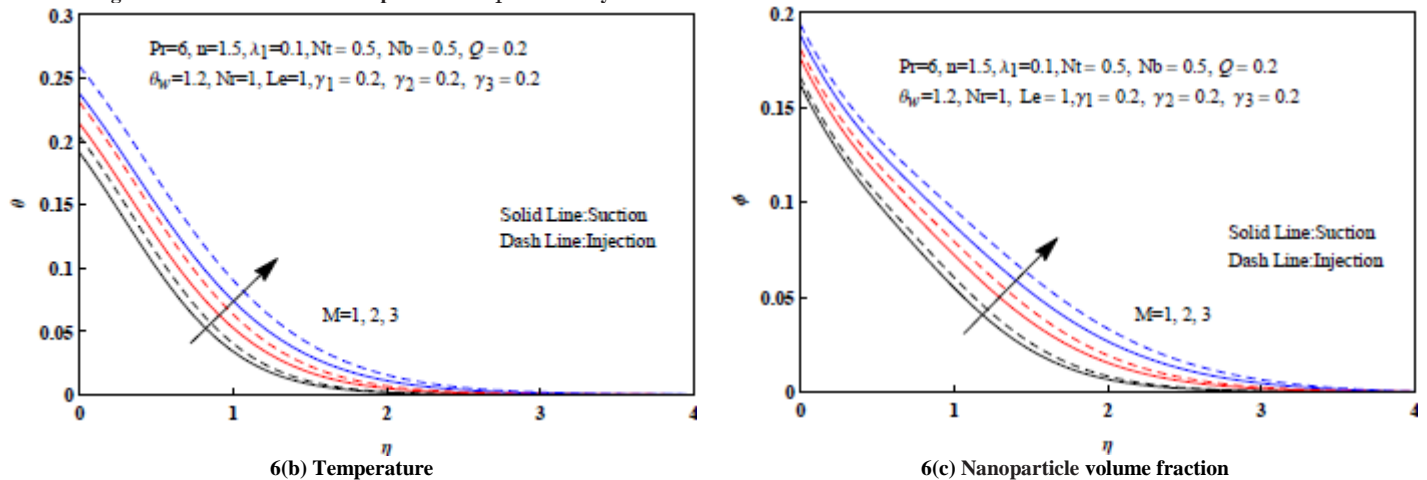 0.3
Pr=6, n=1.5, λ1=0.1, Nt = 0.5, Nb = 0.5, Q = 0.2
θw=1.2, Nr=1, Le=1, γ1 = 0.2, γ2 = 0.2, γ3 = 0.2
0.25
0.2
θ
0.15
Solid Line:Suction
Dash Line:Injection
0.1
M=1, 2, 3
0.05
0
0 1 2 3 4
η
6(b) Temperature
0.2
Pr=6, n=1.5, λ1=0.1, Nt = 0.5, Nb = 0.5, Q = 0.2
θw=1.2, Nr=1, Le = 1, γ1 = 0.2, γ2 = 0.2, γ3 = 0.2
0.15
ϕ
0.1
Solid Line:Suction
Dash Line:Injection
0.05
M=1, 2, 3
0
0 1 2 3 4
η
6(c) Nanoparticle volume fraction